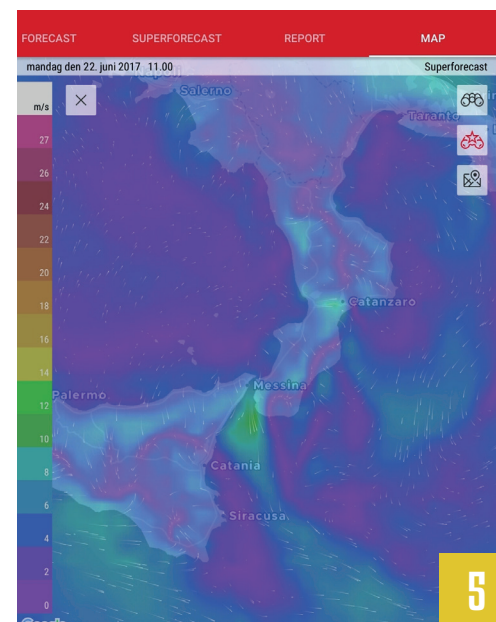 FORECAST SUPERFORECAST REPORT MAP
mandag den 22. juni 2017 11.00 Superforecast
Salerno
m/s
Taranto
27
26
24
22
20
18
Catanzaro
16
14
Messina
Palermo
12
10
Catania
8
6
Siracusa
4
2
0
5